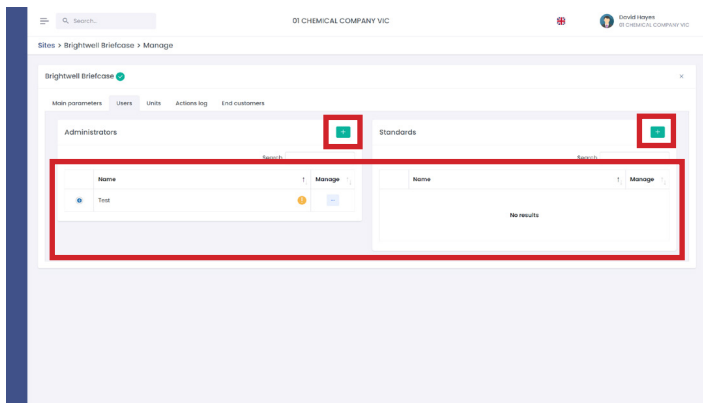 Search...
01 CHEMICAL COMPANY VIC
David Hayes
01 CHEMICAL COMPANY VIC
Sites > Brightwell Briefcase > Manage
Brightwell Briefcase
Main parameters Users Units Actions log End customers
Administrators
+
Standards
+
Search
Search
Name Manage
Name Manage
Test
No results